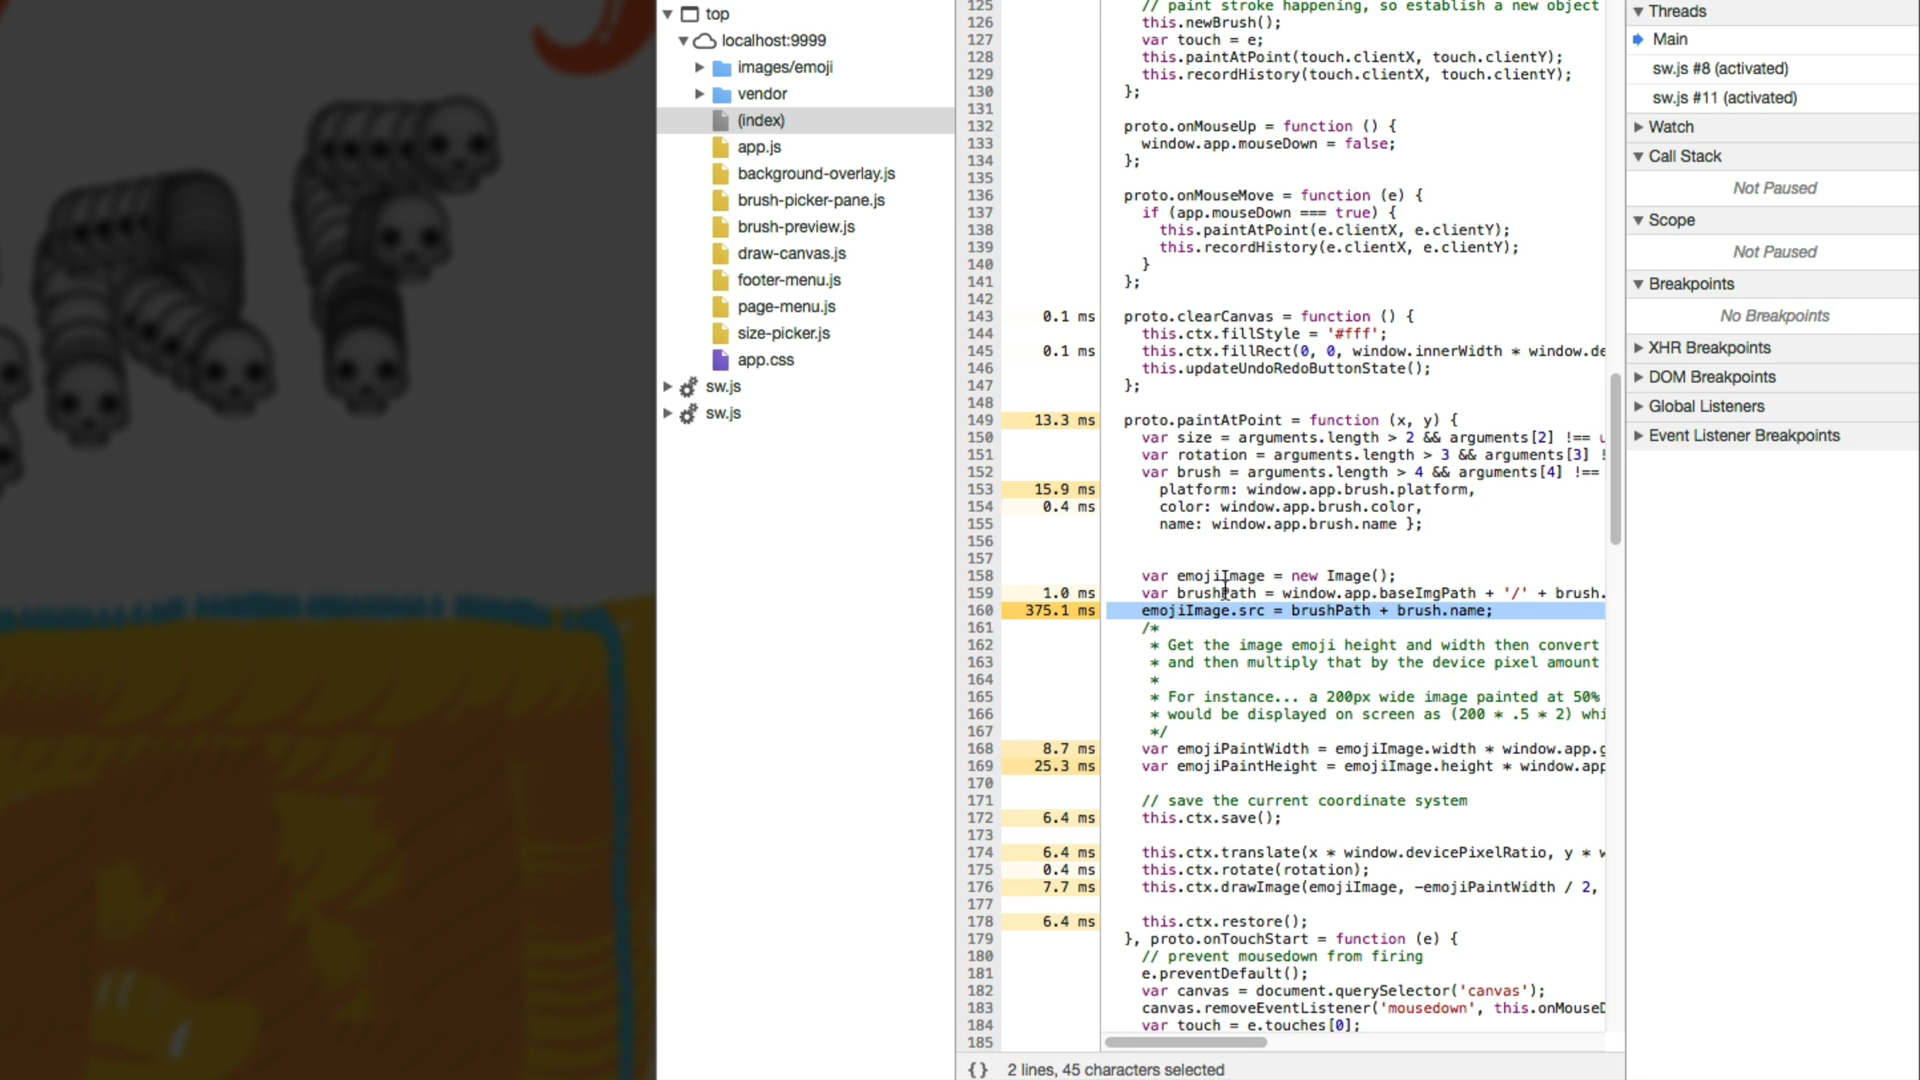 top
localhost:9999
images/emoji
vendor
(index)
app.js
background-overlay.js
brush-picker-pane.js
brush-preview.js
draw-canvas.js
footer-menu.js
page-menu.js
size-picker.js
app.css
sw.js
sw.js
125 // paint stroke happening, so establish a new object
126 this.newBrush();
127 var touch = e;
128 this.paintAtPoint(touch.clientX, touch.clientY);
129 this.recordHistory(touch.clientX, touch.clientY);
130 };
131
132 proto.onMouseUp = function () {
133 window.app.mouseDown = false;
134 };
135
136 proto.onMouseMove = function (e) {
137 if (app.mouseDown === true) {
138 this.paintAtPoint(e.clientX, e.clientY);
139 this.recordHistory(e.clientX, e.clientY);
140 }
141 };
142
143 0.1 ms proto.clearCanvas = function () {
144 this.ctx.fillStyle = '#fff';
145 0.1 ms this.ctx.fillRect(0, 0, window.innerWidth * window.de
146 this.updateUndoRedoButtonState();
147 };
148
149 13.3 ms proto.paintAtPoint = function (x, y) {
150 var size = arguments.length > 2 && arguments[2] !== u
151 var rotation = arguments.length > 3 && arguments[3] !
152 var brush = arguments.length > 4 && arguments[4] !==
153 15.9 ms platform: window.app.brush.platform,
154 0.4 ms color: window.app.brush.color,
155 name: window.app.brush.name };
156
157
158 var emojiImage = new Image();
159 1.0 ms var brushPath = window.app.baseImgPath + '/' + brush.
160 375.1 ms emojiImage.src = brushPath + brush.name;
161 /*
162 * Get the image emoji height and width then convert
163 * and then multiply that by the device pixel amount
164 *
165 * For instance... a 200px wide image painted at 50%
166 * would be displayed on screen as (200 * .5 * 2) whi
167 */
168 8.7 ms var emojiPaintWidth = emojiImage.width * window.app.g
169 25.3 ms var emojiPaintHeight = emojiImage.height * window.app
170
171 // save the current coordinate system
172 6.4 ms this.ctx.save();
173
174 6.4 ms this.ctx.translate(x * window.devicePixelRatio, y * w
175 0.4 ms this.ctx.rotate(rotation);
176 7.7 ms this.ctx.drawImage(emojiImage, -emojiPaintWidth / 2,
177
178 6.4 ms this.ctx.restore();
179 }, proto.onTouchStart = function (e) {
180 // prevent mousedown from firing
181 e.preventDefault();
182 var canvas = document.querySelector('canvas');
183 canvas.removeEventListener('mousedown', this.onMouseD
184 var touch = e.touches[0];
185
{} 2 lines, 45 characters selected
Threads
Main
sw.js #8 (activated)
sw.js #11 (activated)
Watch
Call Stack
Not Paused
Scope
Not Paused
Breakpoints
No Breakpoints
XHR Breakpoints
DOM Breakpoints
Global Listeners
Event Listener Breakpoints